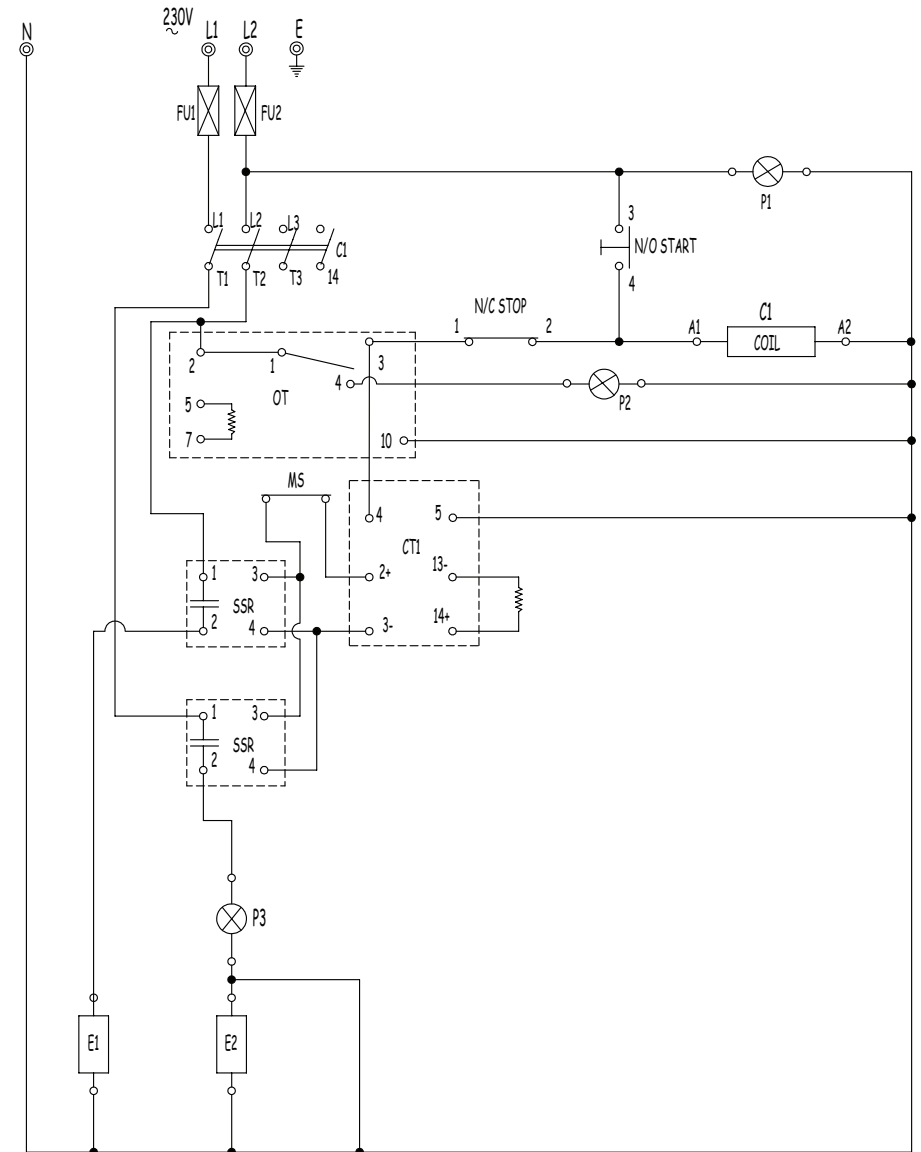 230V
N L1 L2 E
FU1 FU2
P1
3
L1 L2 L3 C1
N/O START
T1 T2 T3 14
4
N/C STOP
C1
1 2 A1 COIL A2
2 1 3
4
OT
P2
5
7 10
MS
4 5
CT1
1 3 2+ 13-
SSR
2 4 3- 14+
1 3
SSR
2 4
P3
E1 E2